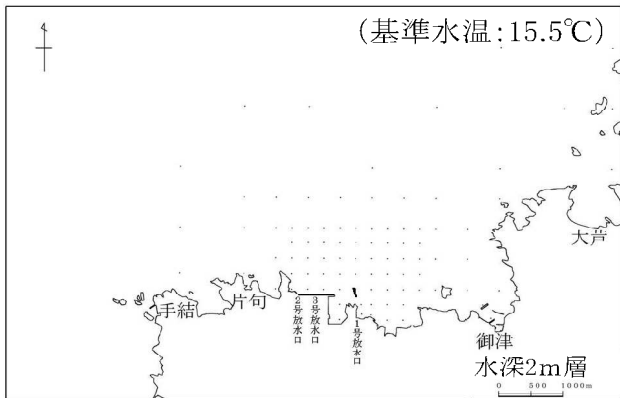 (基準水温:15.5℃)
大芦
手結
片句
2号放水口
3号放水口
1号放水口
御津
水深2m層
0 500 1000m